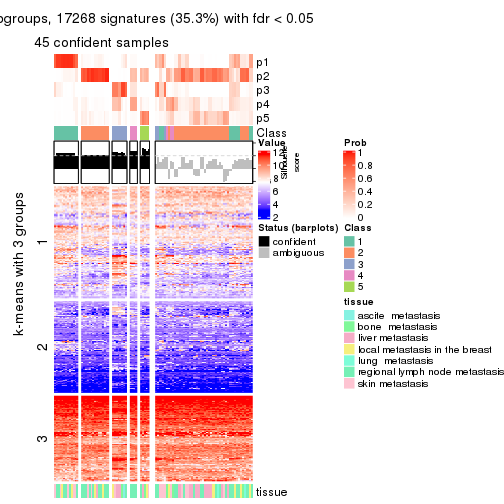 ogroups, 17268 signatures (35.3%) with fdr < 0.05
45 confident samples
p1
p2
p3
p4
p5
Class
Silhouette
score
k-means with 3 groups
1
2
3
tissue
Value
12
10
8
6
4
2
Status (barplots)
confident
ambiguous
Prob
1
0.8
0.6
0.4
0.2
0
Class
1
2
3
4
5
tissue
ascite metastasis
bone metastasis
liver metastasis
local metastasis in the breast
lung metastasis
regional lymph node metastasis
skin metastasis